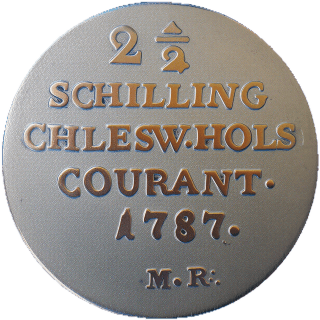 2 1/2
SCHILLING
CHLESW.HOLS
COURANT.
1787.
.M.R.:.